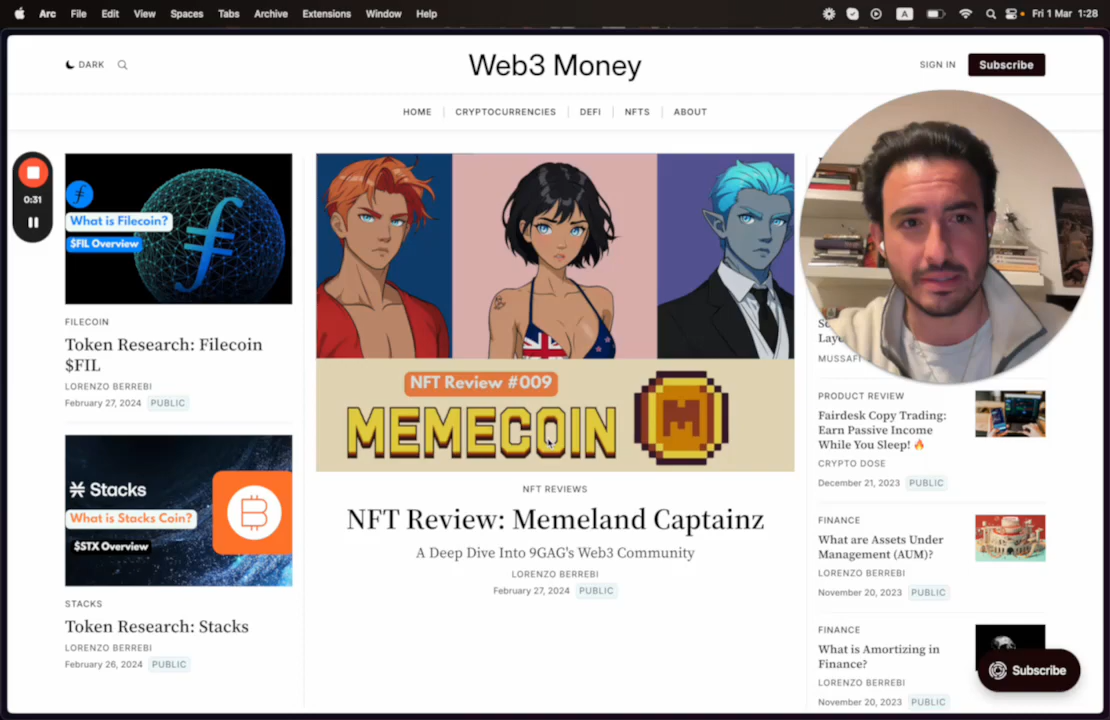 Arc File Edit View Spaces Tabs Archive Extensions Window Help
A
Fri 1 Mar 1:28
DARK
Web3 Money
SIGN IN
Subscribe
HOME
CRYPTOCURRENCIES
DEFI
NFTS
ABOUT
0:31
What is Filecoin?
$FIL Overview
FILECOIN
Token Research: Filecoin
$FIL
LORENZO BERREBI
February 27, 2024 PUBLIC
Stacks
What is Stacks Coin?
$STX Overview
STACKS
Token Research: Stacks
LORENZO BERREBI
February 26, 2024 PUBLIC
NFT Review #009
MEMECOIN
M
NFT REVIEWS
NFT Review: Memeland Captainz
A Deep Dive Into 9GAG's Web3 Community
LORENZO BERREBI
February 27, 2024 PUBLIC
MUSSAFI
PRODUCT REVIEW
Fairdesk Copy Trading:
Earn Passive Income
While You Sleep! 🔥
CRYPTO DOSE
December 21, 2023 PUBLIC
FINANCE
What are Assets Under
Management (AUM)?
LORENZO BERREBI
November 20, 2023 PUBLIC
FINANCE
What is Amortizing in
Finance?
LORENZO BERREBI
November 20, 2023 PUBLIC
Subscribe